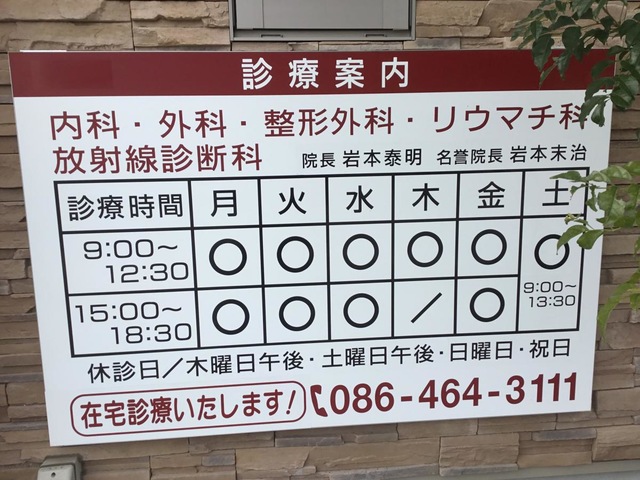 診療案内
内科・外科・整形外科・リウマチ科
放射線診断科 院長 岩本泰明 名誉院長 岩本末治
診療時間 月 火 水 木 金 土
9:00〜12:30 ○ ○ ○ ○ ○ ○ 9:00〜13:30
15:00〜18:30 ○ ○ ○ / ○
休診日/木曜日午後・土曜日午後・日曜日・祝日
在宅診療いたします! 086-464-3111